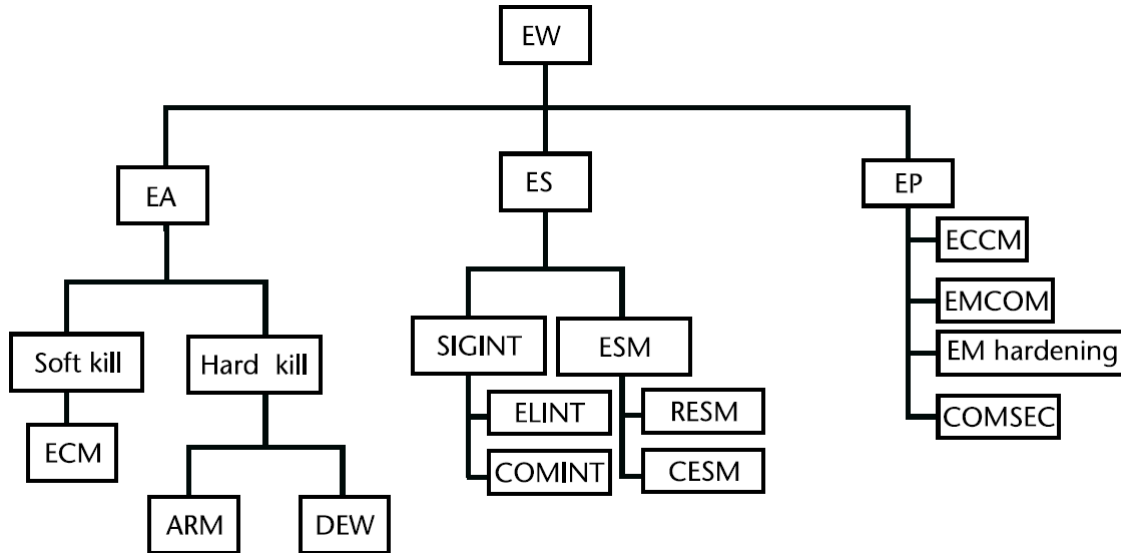 EW
EA
ES
EP
ECCM
EMCOM
EM hardening
COMSEC
Soft kill
Hard kill
SIGINT
ESM
ECM
ELINT
RESM
COMINT
CESM
ARM
DEW